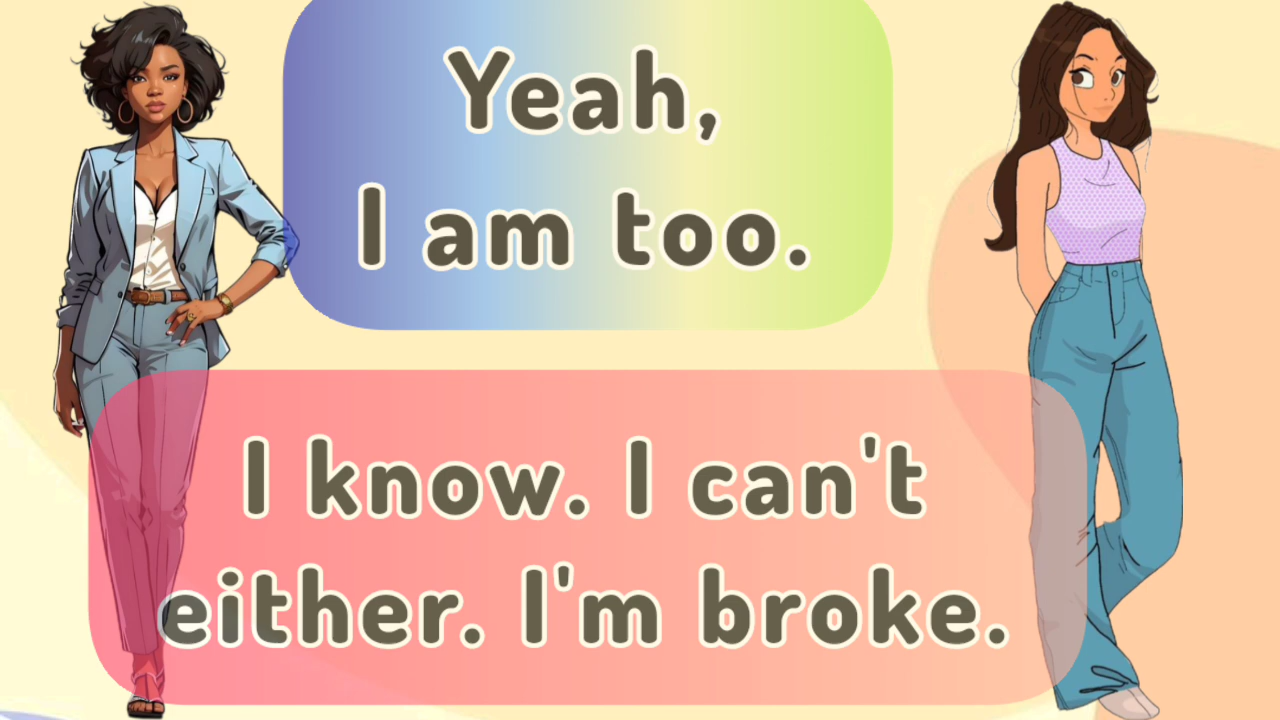 Yeah,
I am too.
I know. I can't
either. I'm broke.